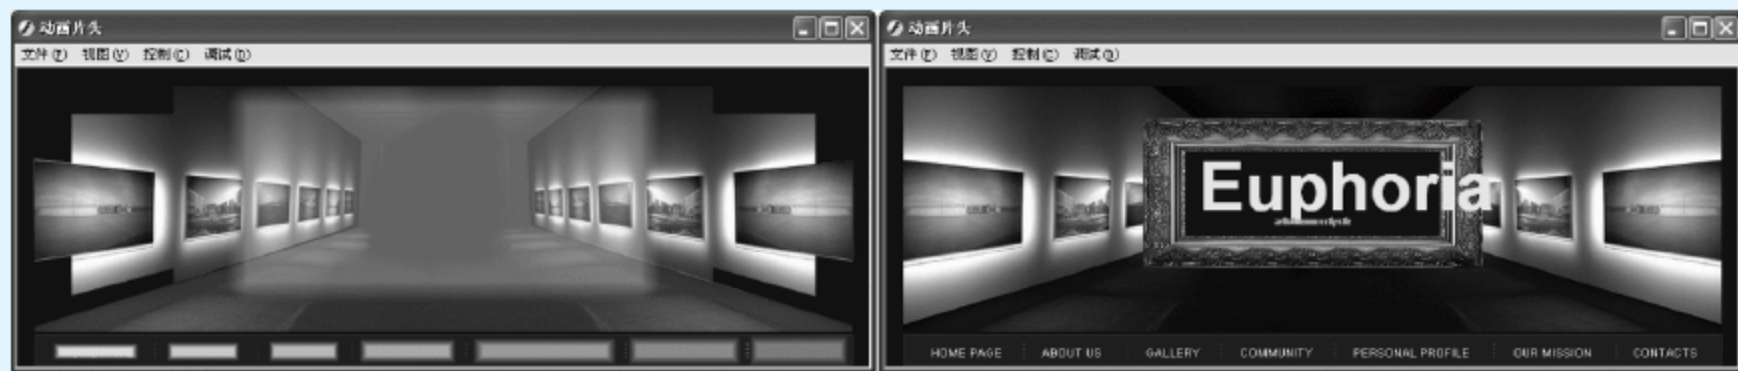 动画片头
文件(F) 视图(V) 控制(C) 调试(D)
动画片头
文件(F) 视图(V) 控制(C) 调试(D)
Euphoria
HOME PAGE ABOUT US GALLERY COMMUNITY PERSONAL PROFILE OUR MISSION CONTACTS